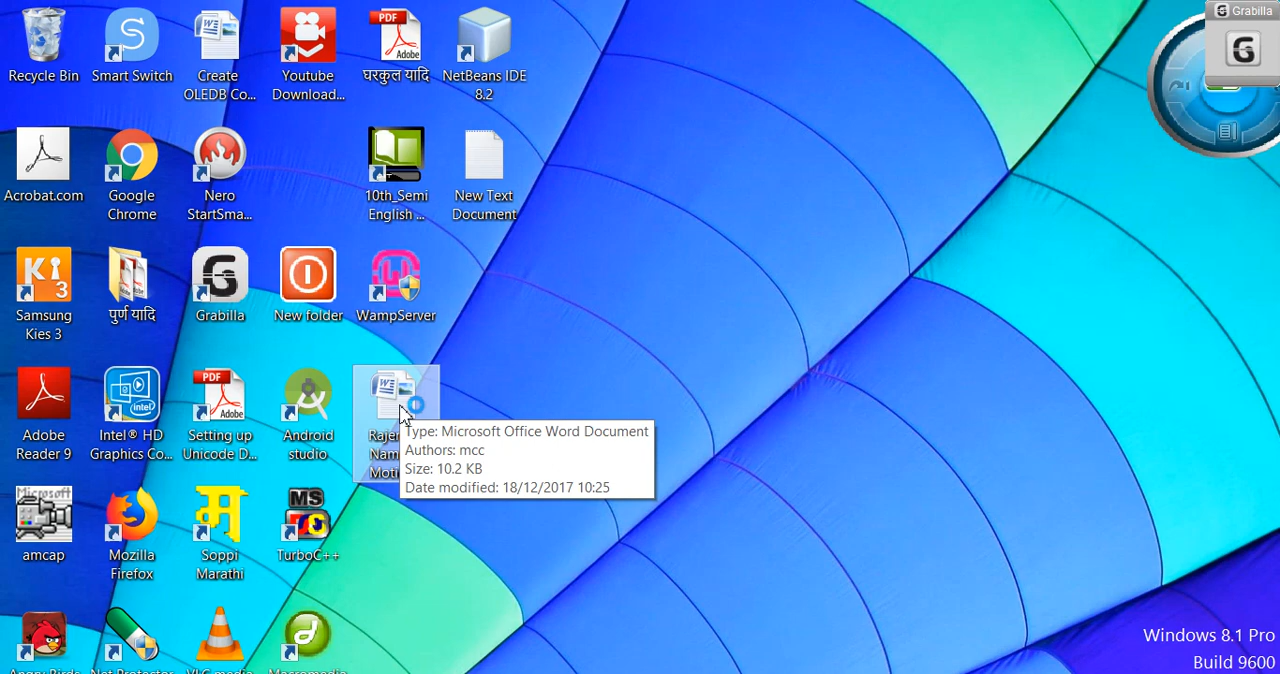 Grabilla
Recycle Bin
Smart Switch
Create
OLEDB Co...
Youtube
Download...
PDF
Adobe
घरकुल यादि
NetBeans IDE
8.2
Acrobat.com
Google
Chrome
Nero
StartSma...
10th_Semi
English ...
New Text
Document
Ki
3
Samsung
Kies 3
पुर्ण यादि
Grabilla
New folder
WampServer
Adobe
Reader 9
intel
Intel® HD
Graphics Co...
PDF
Adobe
Setting up
Unicode D...
Android
studio
Type: Microsoft Office Word Document
Authors: mcc
Size: 10.2 KB
Date modified: 18/12/2017 10:25
Microsoft
amcap
Mozilla
Firefox
Soppi
Marathi
MS
TurboC++
Windows 8.1 Pro
Build 9600